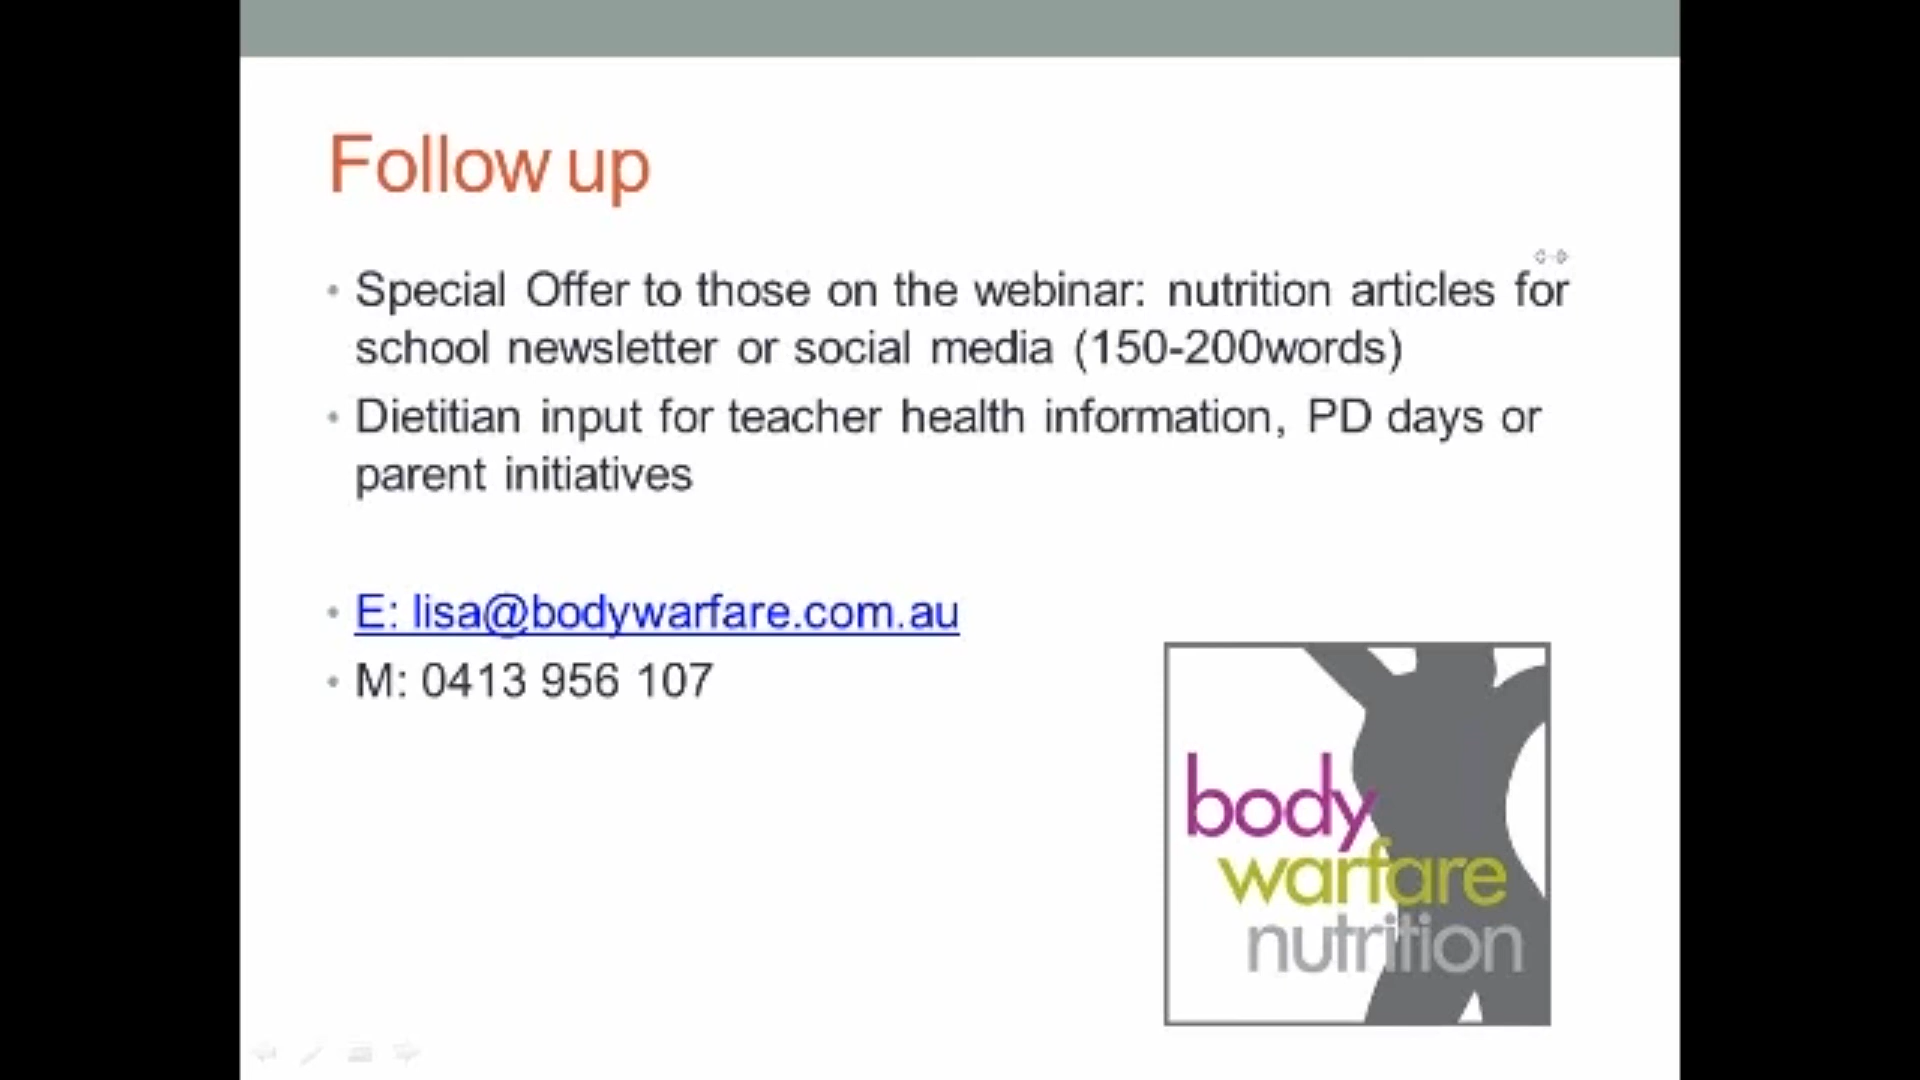 Follow up
• Special Offer to those on the webinar: nutrition articles for
school newsletter or social media (150-200words)
• Dietitian input for teacher health information, PD days or
parent initiatives
• E: lisa@bodywarfare.com.au
• M: 0413 956 107
body
warfare
nutrition